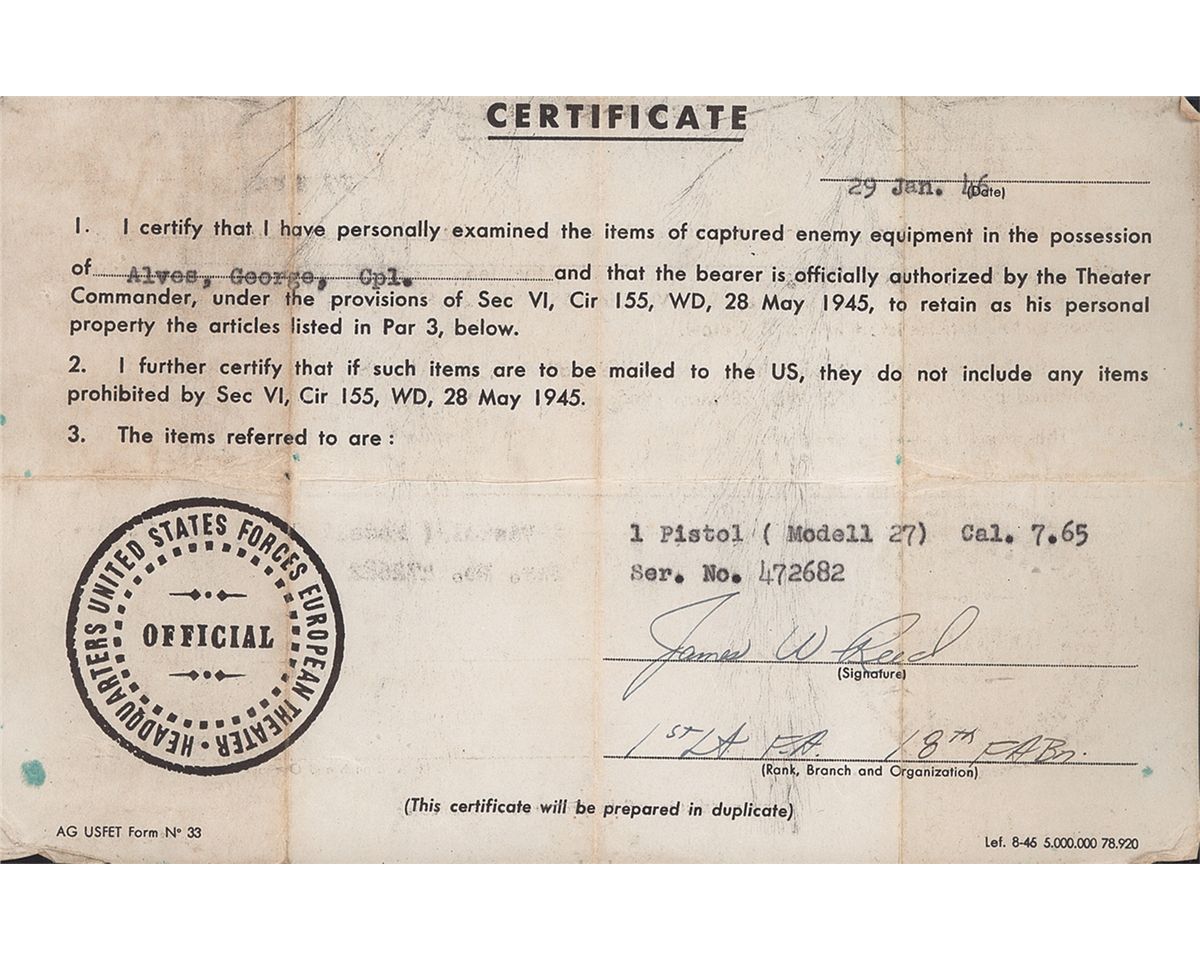 CERTIFICATE
29 Jan. 46
(Date)
1. I certify that I have personally examined the items of captured enemy equipment in the possession
of Alves, George, Cpl. and that the bearer is officially authorized by the Theater
Commander, under the provisions of Sec VI, Cir 155, WD, 28 May 1945, to retain as his personal
property the articles listed in Par 3, below.
2. I further certify that if such items are to be mailed to the US, they do not include any items
prohibited by Sec VI, Cir 155, WD, 28 May 1945.
3. The items referred to are :
1 Pistol ( Modell 27) Cal. 7.65
Ser. No. 472682
HEADQUARTERS UNITED STATES FORCES EUROPEAN THEATER •
OFFICIAL
James W Reed
(Signature)
1ST Lt F.A. 18TH FABn.
(Rank, Branch and Organization)
(This certificate will be prepared in duplicate)
AG USFET Form N° 33
Lef. 8-45 5.000.000 78.920